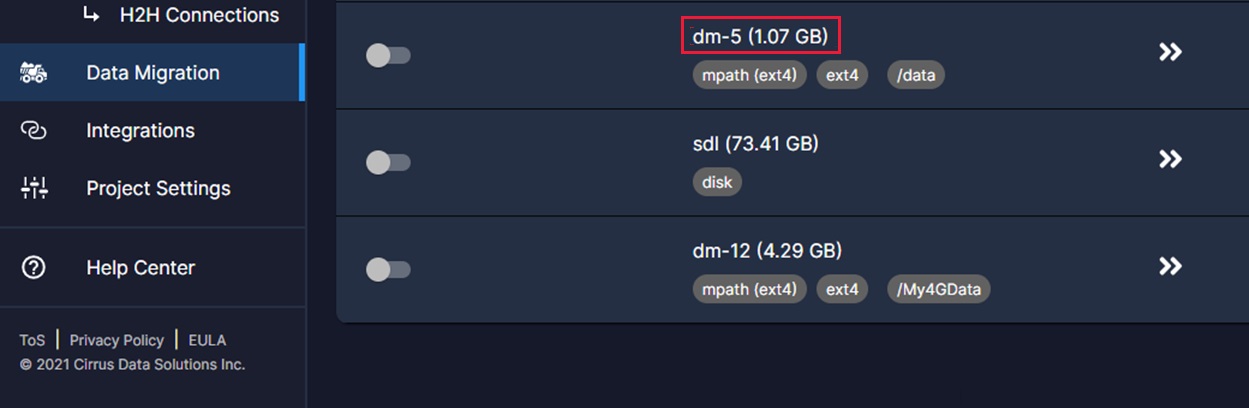 H2H Connections
Data Migration
Integrations
Project Settings
Help Center
ToS | Privacy Policy | EULA
© 2021 Cirrus Data Solutions Inc.
dm-5 (1.07 GB)
mpath (ext4) ext4 /data
sdl (73.41 GB)
disk
dm-12 (4.29 GB)
mpath (ext4) ext4 /My4GData